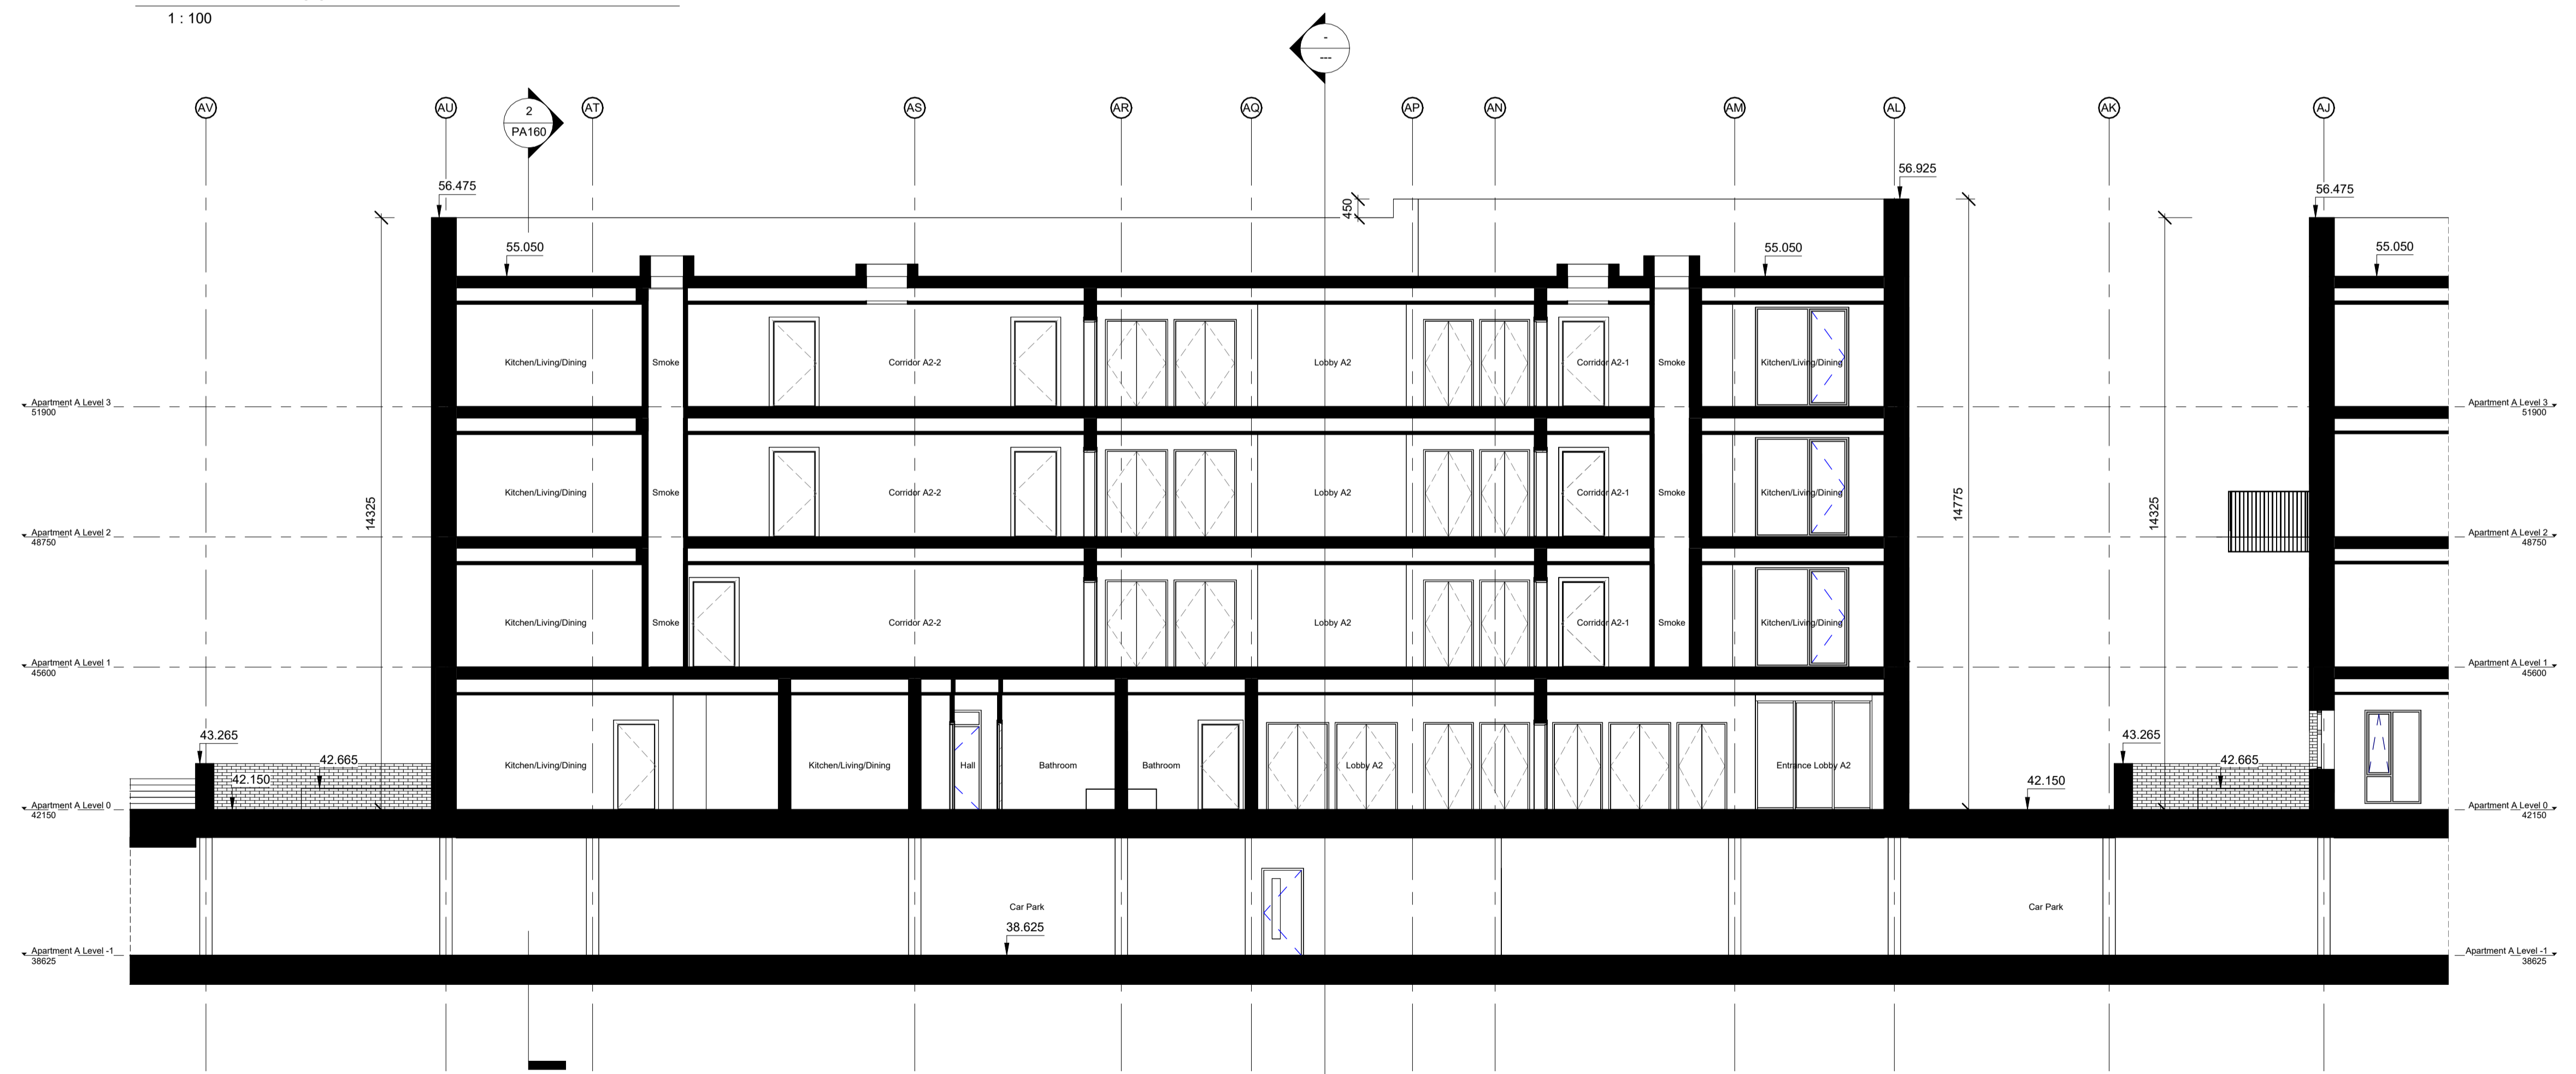 1 : 100
-
---
AV
AU
2
PA160
AT
AS
AR
AQ
AP
AN
AM
AL
AK
AJ
56.475
450
56.925
56.475
55.050
55.050
55.050
Kitchen/Living/Dining
Smoke
Corridor A2-2
Lobby A2
Corridor A2-1
Smoke
Kitchen/Living/Dining
Apartment A Level 3
51900
Apartment A Level 3
51900
14325
Kitchen/Living/Dining
Smoke
Corridor A2-2
Lobby A2
Corridor A2-1
Smoke
Kitchen/Living/Dining
14775
14325
Apartment A Level 2
48750
Apartment A Level 2
48750
Kitchen/Living/Dining
Smoke
Corridor A2-2
Lobby A2
Corridor A2-1
Smoke
Kitchen/Living/Dining
Apartment A Level 1
45600
Apartment A Level 1
45600
43.265
42.665
42.150
Kitchen/Living/Dining
Kitchen/Living/Dining
Hall
Bathroom
Bathroom
Lobby A2
Entrance Lobby A2
42.150
43.265
42.665
Apartment A Level 0
42150
Apartment A Level 0
42150
Car Park
38.625
Car Park
Apartment A Level -1
38625
Apartment A Level -1
38625